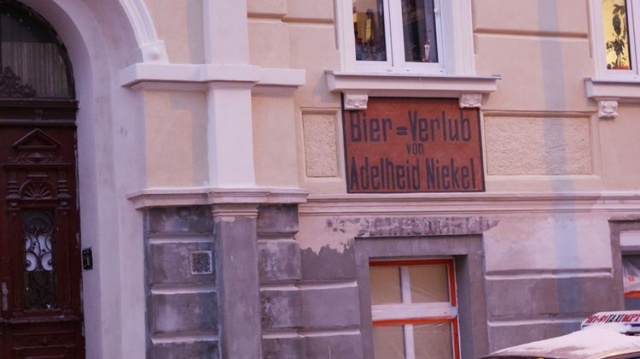 Bier=Verlub
von
Adelheid Niekel